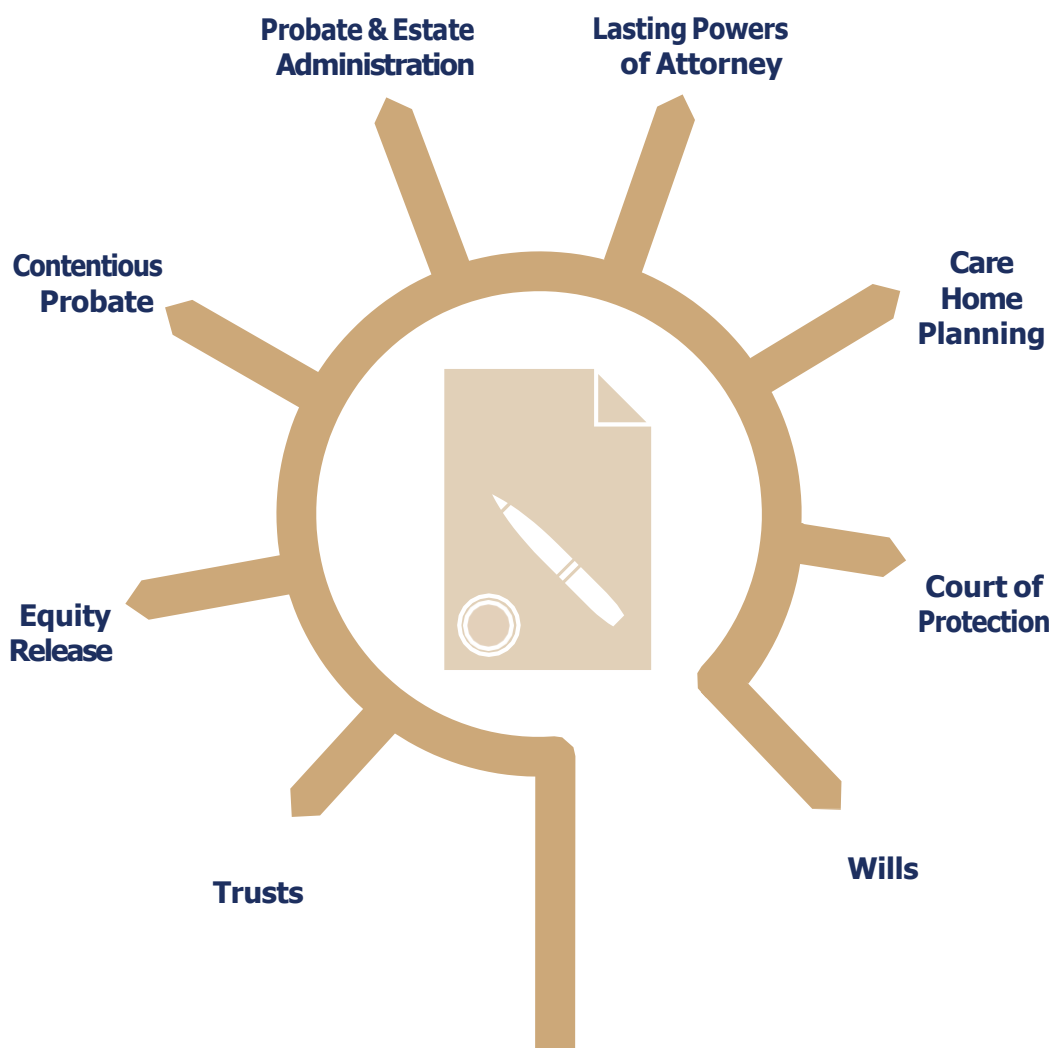 Probate & Estate
Administration
Lasting Powers
of Attorney
Contentious
Probate
Care
Home
Planning
Equity
Release
Court of
Protection
Trusts
Wills